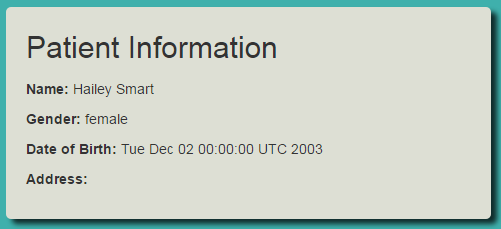 Patient Information
Name: Hailey Smart
Gender: female
Date of Birth: Tue Dec 02 00:00:00 UTC 2003
Address: